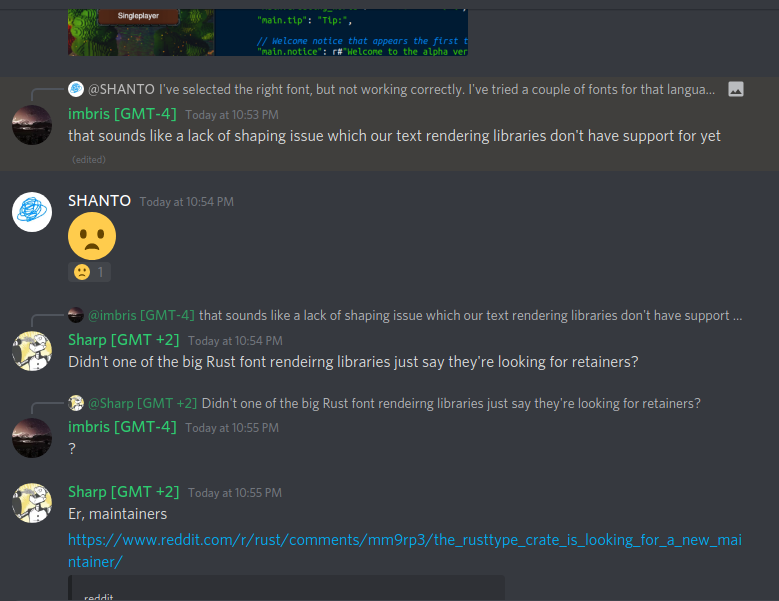 Singleplayer
"main.tip": "Tip:",
// Welcome notice that appears the first t
"main.notice": r#"Welcome to the alpha ver
@SHANTO I've selected the right font, but not working correctly. I've tried a couple of fonts for that langua...
imbris [GMT-4] Today at 10:53 PM
that sounds like a lack of shaping issue which our text rendering libraries don't have support for yet
(edited)
SHANTO Today at 10:54 PM
1
@imbris [GMT-4] that sounds like a lack of shaping issue which our text rendering libraries don't have support ...
Sharp [GMT +2] Today at 10:54 PM
Didn't one of the big Rust font rendeirng libraries just say they're looking for retainers?
@Sharp [GMT +2] Didn't one of the big Rust font rendeirng libraries just say they're looking for retainers?
imbris [GMT-4] Today at 10:55 PM
?
Sharp [GMT +2] Today at 10:55 PM
Er, maintainers
https://www.reddit.com/r/rust/comments/mm9rp3/the_rusttype_crate_is_looking_for_a_new_mai
ntainer/
reddit